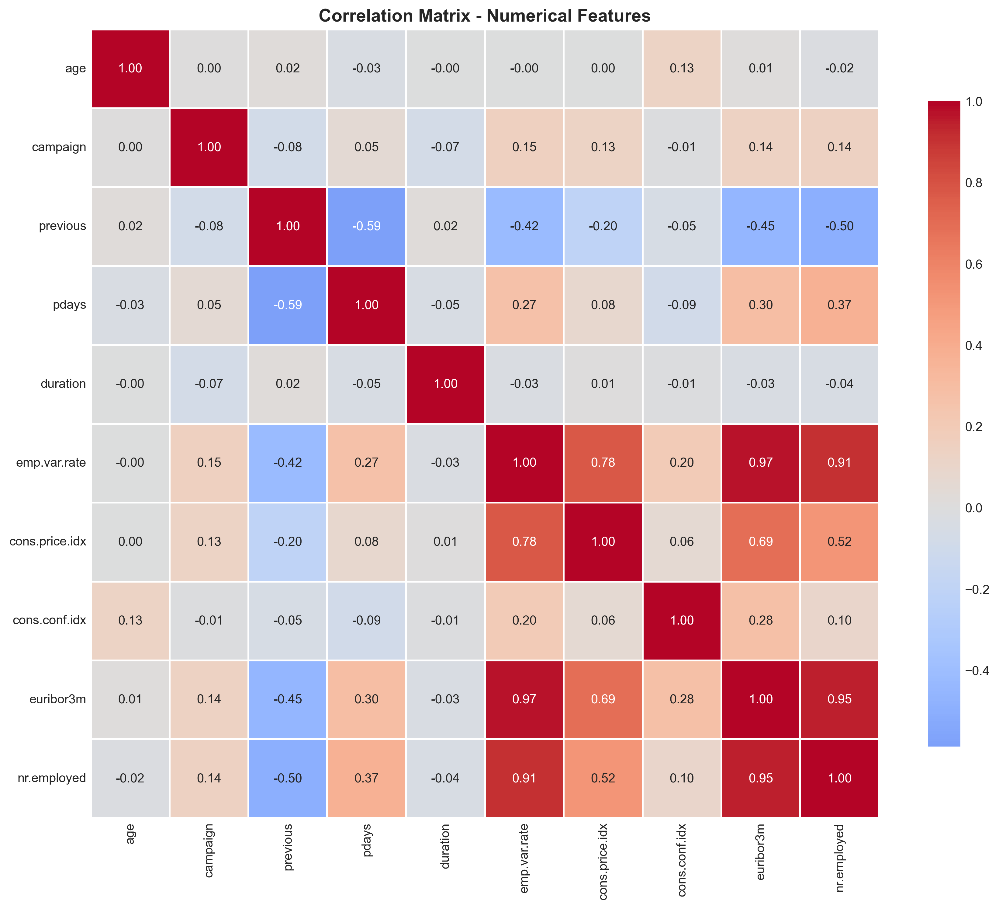 Correlation Matrix - Numerical Features
age 1.00 0.00 0.02 -0.03 -0.00 -0.00 0.00 0.13 0.01 -0.02
campaign 0.00 1.00 -0.08 0.05 -0.07 0.15 0.13 -0.01 0.14 0.14
previous 0.02 -0.08 1.00 -0.59 0.02 -0.42 -0.20 -0.05 -0.45 -0.50
pdays -0.03 0.05 -0.59 1.00 -0.05 0.27 0.08 -0.09 0.30 0.37
duration -0.00 -0.07 0.02 -0.05 1.00 -0.03 0.01 -0.01 -0.03 -0.04
emp.var.rate -0.00 0.15 -0.42 0.27 -0.03 1.00 0.78 0.20 0.97 0.91
cons.price.idx 0.00 0.13 -0.20 0.08 0.01 0.78 1.00 0.06 0.69 0.52
cons.conf.idx 0.13 -0.01 -0.05 -0.09 -0.01 0.20 0.06 1.00 0.28 0.10
euribor3m 0.01 0.14 -0.45 0.30 -0.03 0.97 0.69 0.28 1.00 0.95
nr.employed -0.02 0.14 -0.50 0.37 -0.04 0.91 0.52 0.10 0.95 1.00
age campaign previous pdays duration emp.var.rate cons.price.idx cons.conf.idx euribor3m nr.employed
1.0
0.8
0.6
0.4
0.2
0.0
−0.2
−0.4